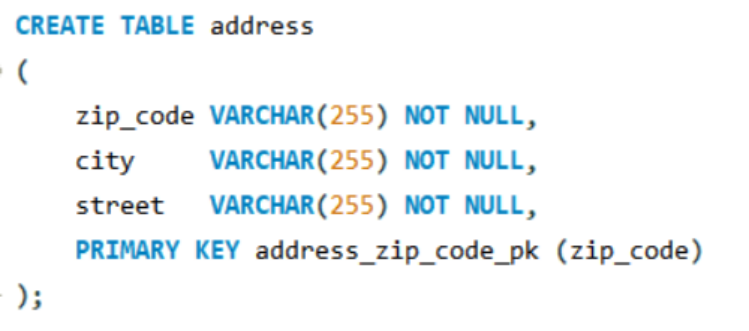 CREATE TABLE address
(
zip_code VARCHAR(255) NOT NULL,
city VARCHAR(255) NOT NULL,
street VARCHAR(255) NOT NULL,
PRIMARY KEY address_zip_code_pk (zip_code)
);